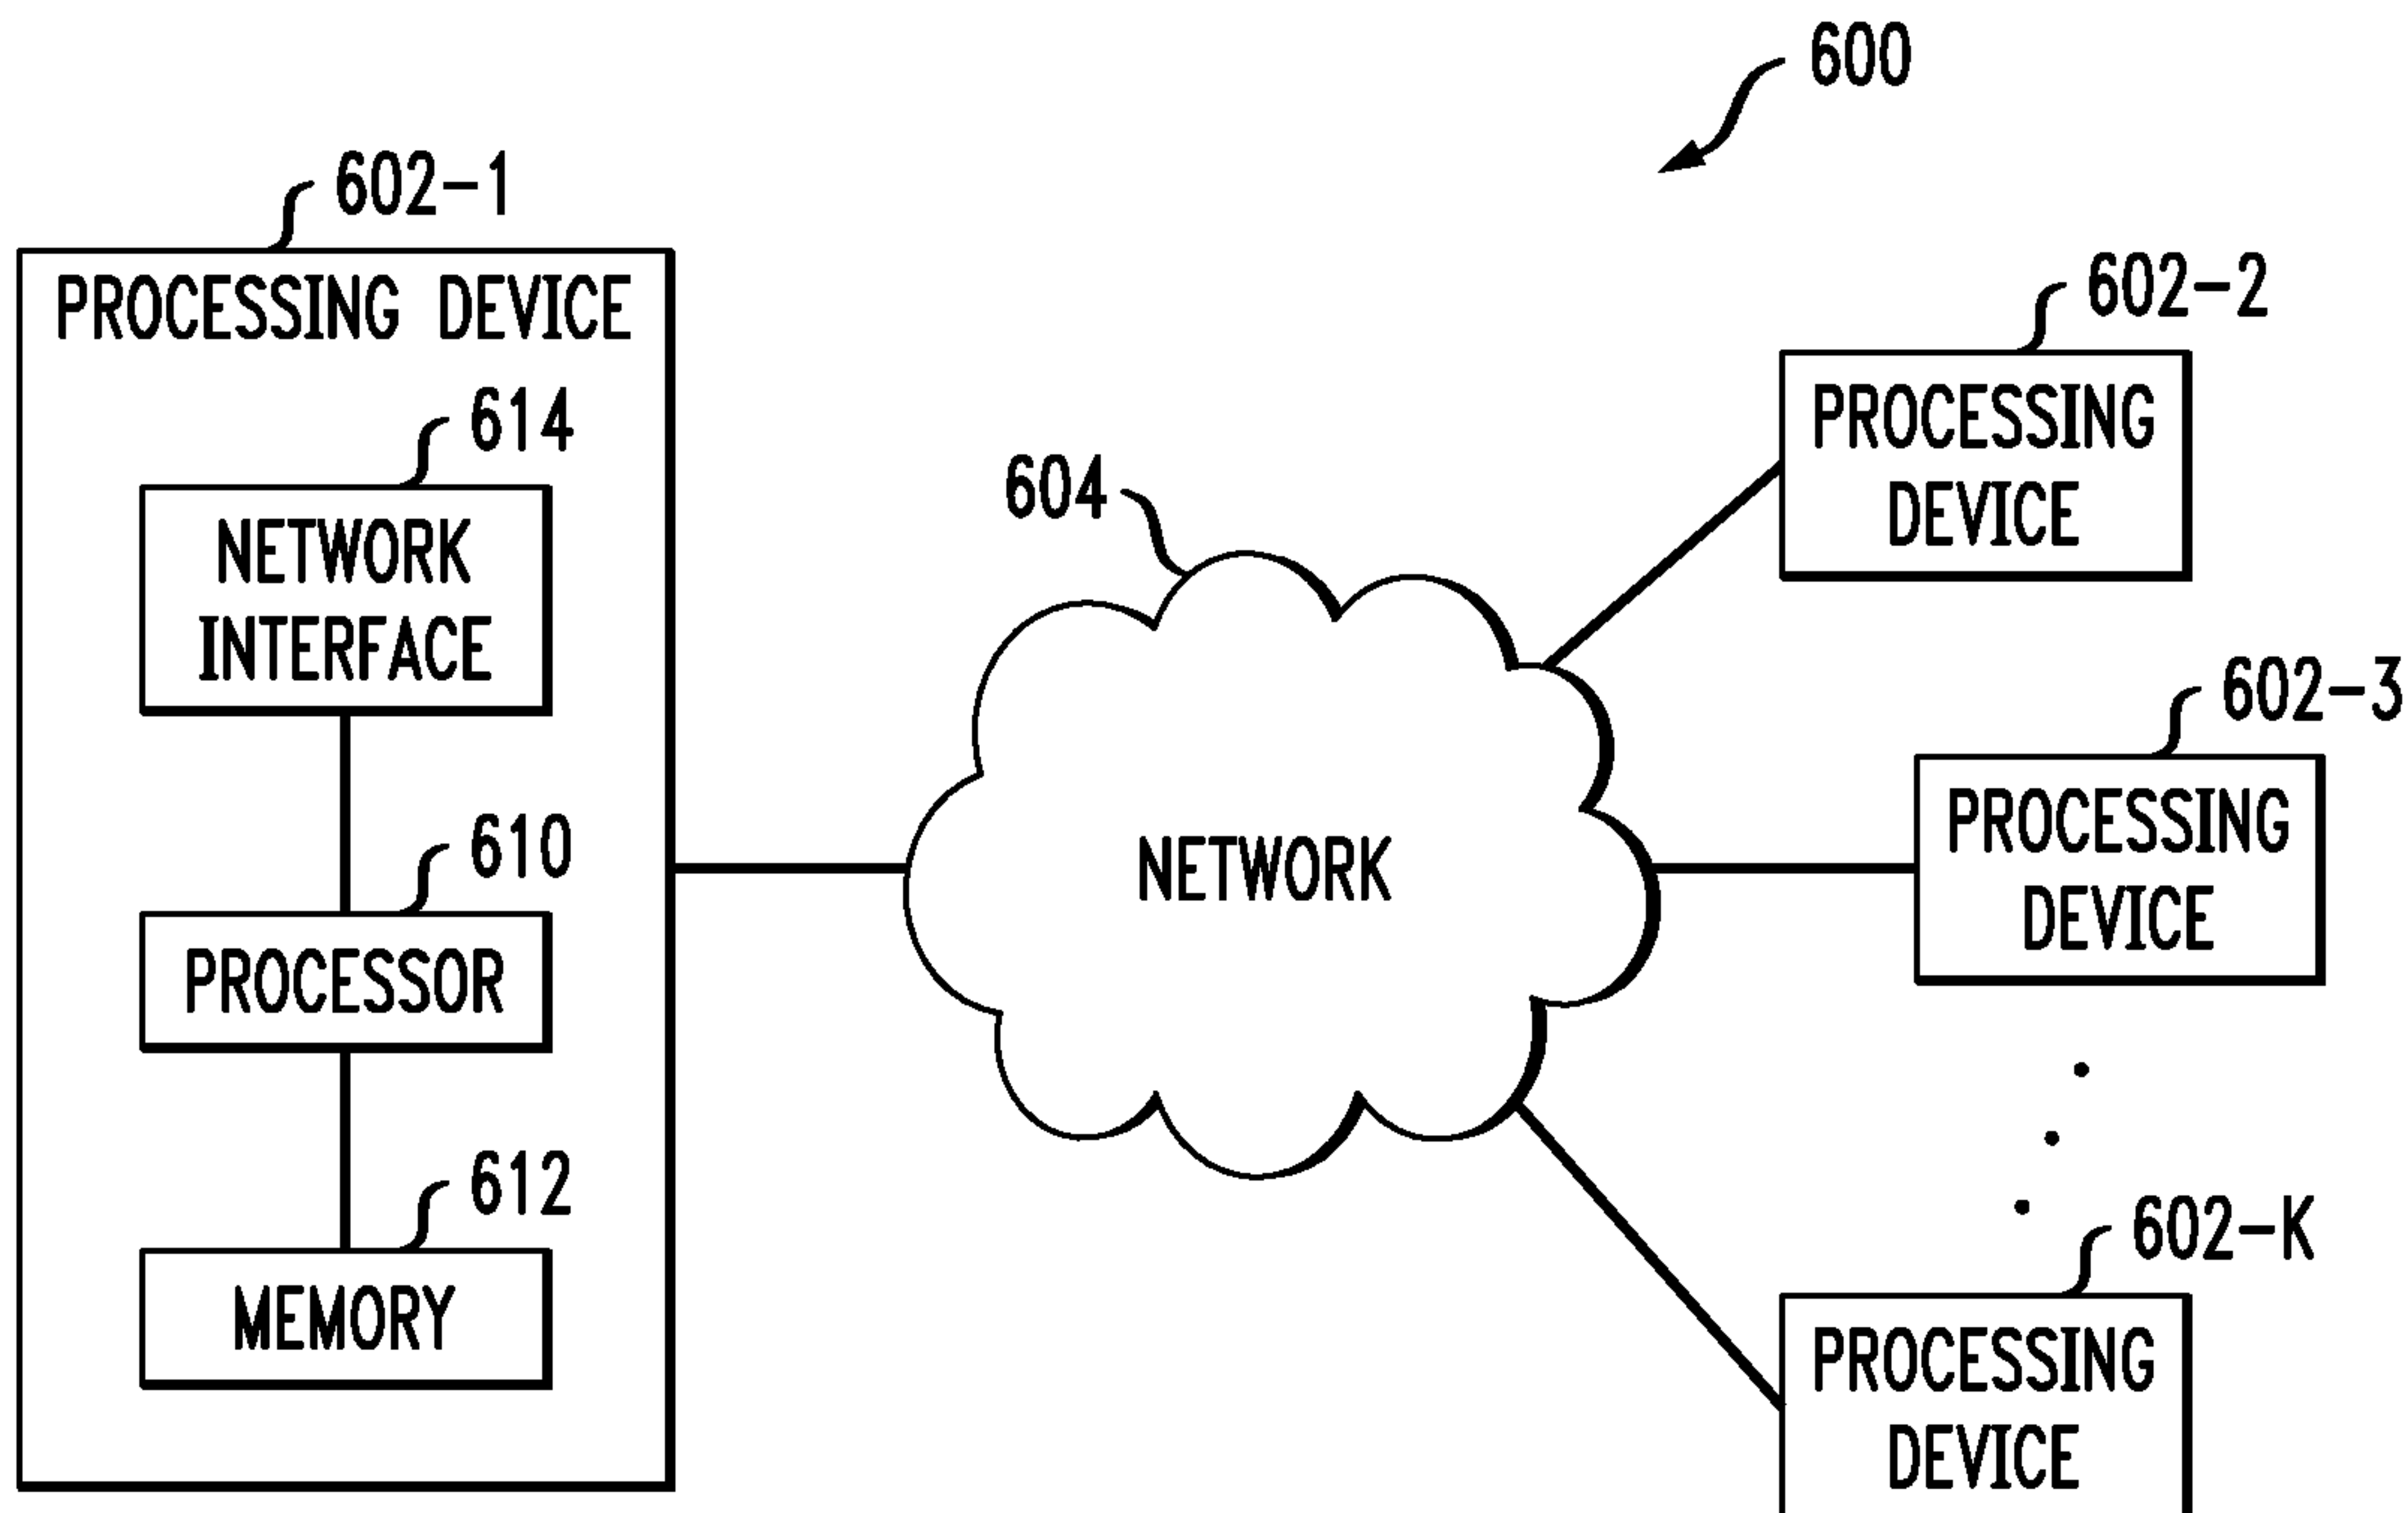 600
602-1
PROCESSING DEVICE
614
NETWORK
INTERFACE
610
PROCESSOR
612
MEMORY
604
NETWORK
602-2
PROCESSING
DEVICE
602-3
PROCESSING
DEVICE
602-K
PROCESSING
DEVICE